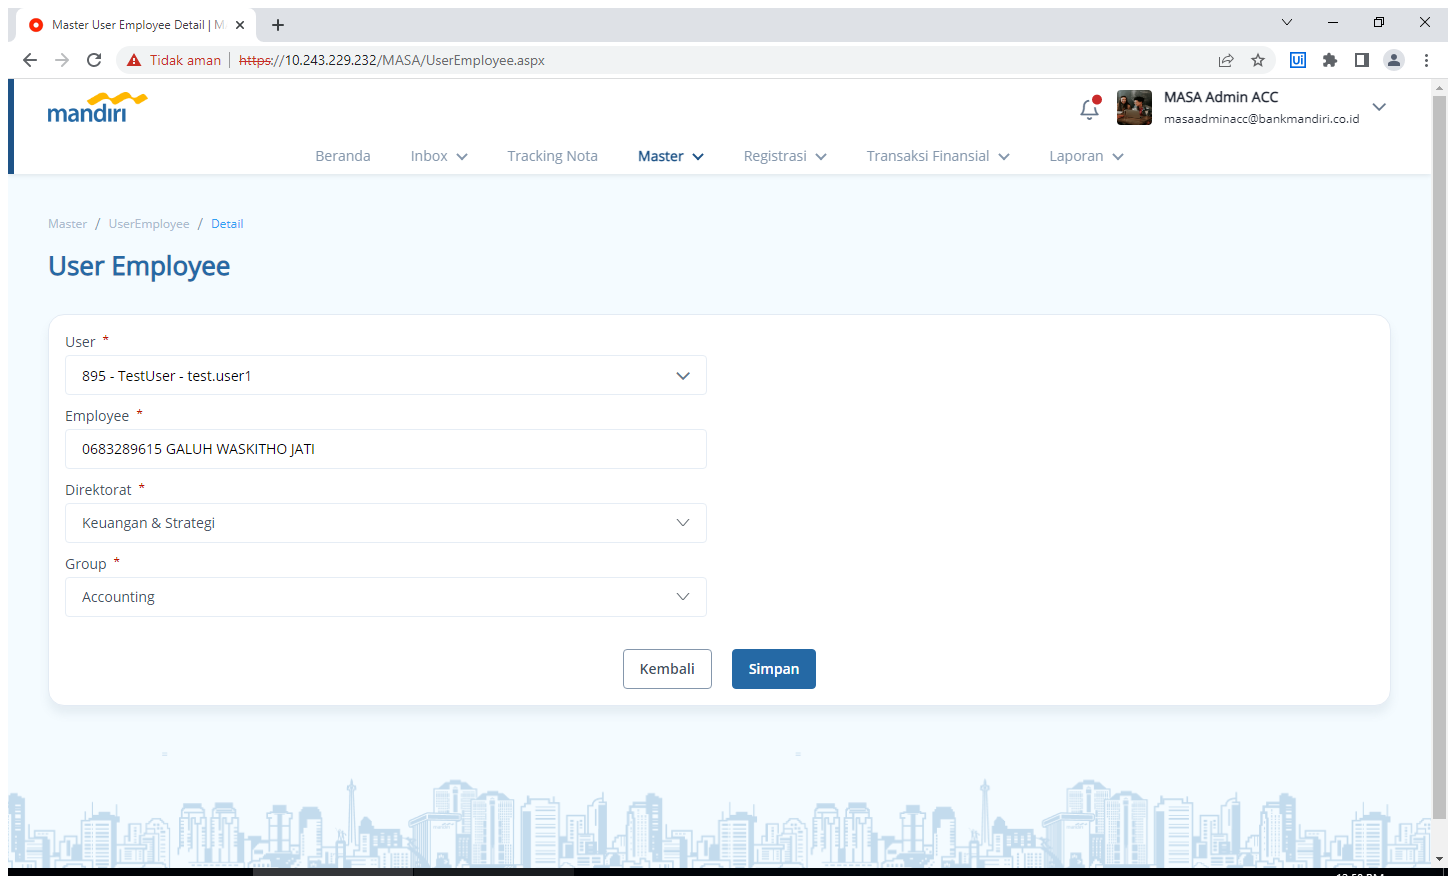 Master User Employee Detail | M
Tidak aman | https://10.243.229.232/MASA/UserEmployee.aspx
Ui
mandiri
MASA Admin ACC
masaadminacc@bankmandiri.co.id
Beranda Inbox Tracking Nota Master Registrasi Transaksi Finansial Laporan
Master / UserEmployee / Detail
User Employee
User *
895 - TestUser - test.user1
Employee *
0683289615 GALUH WASKITHO JATI
Direktorat *
Keuangan & Strategi
Group *
Accounting
Kembali Simpan